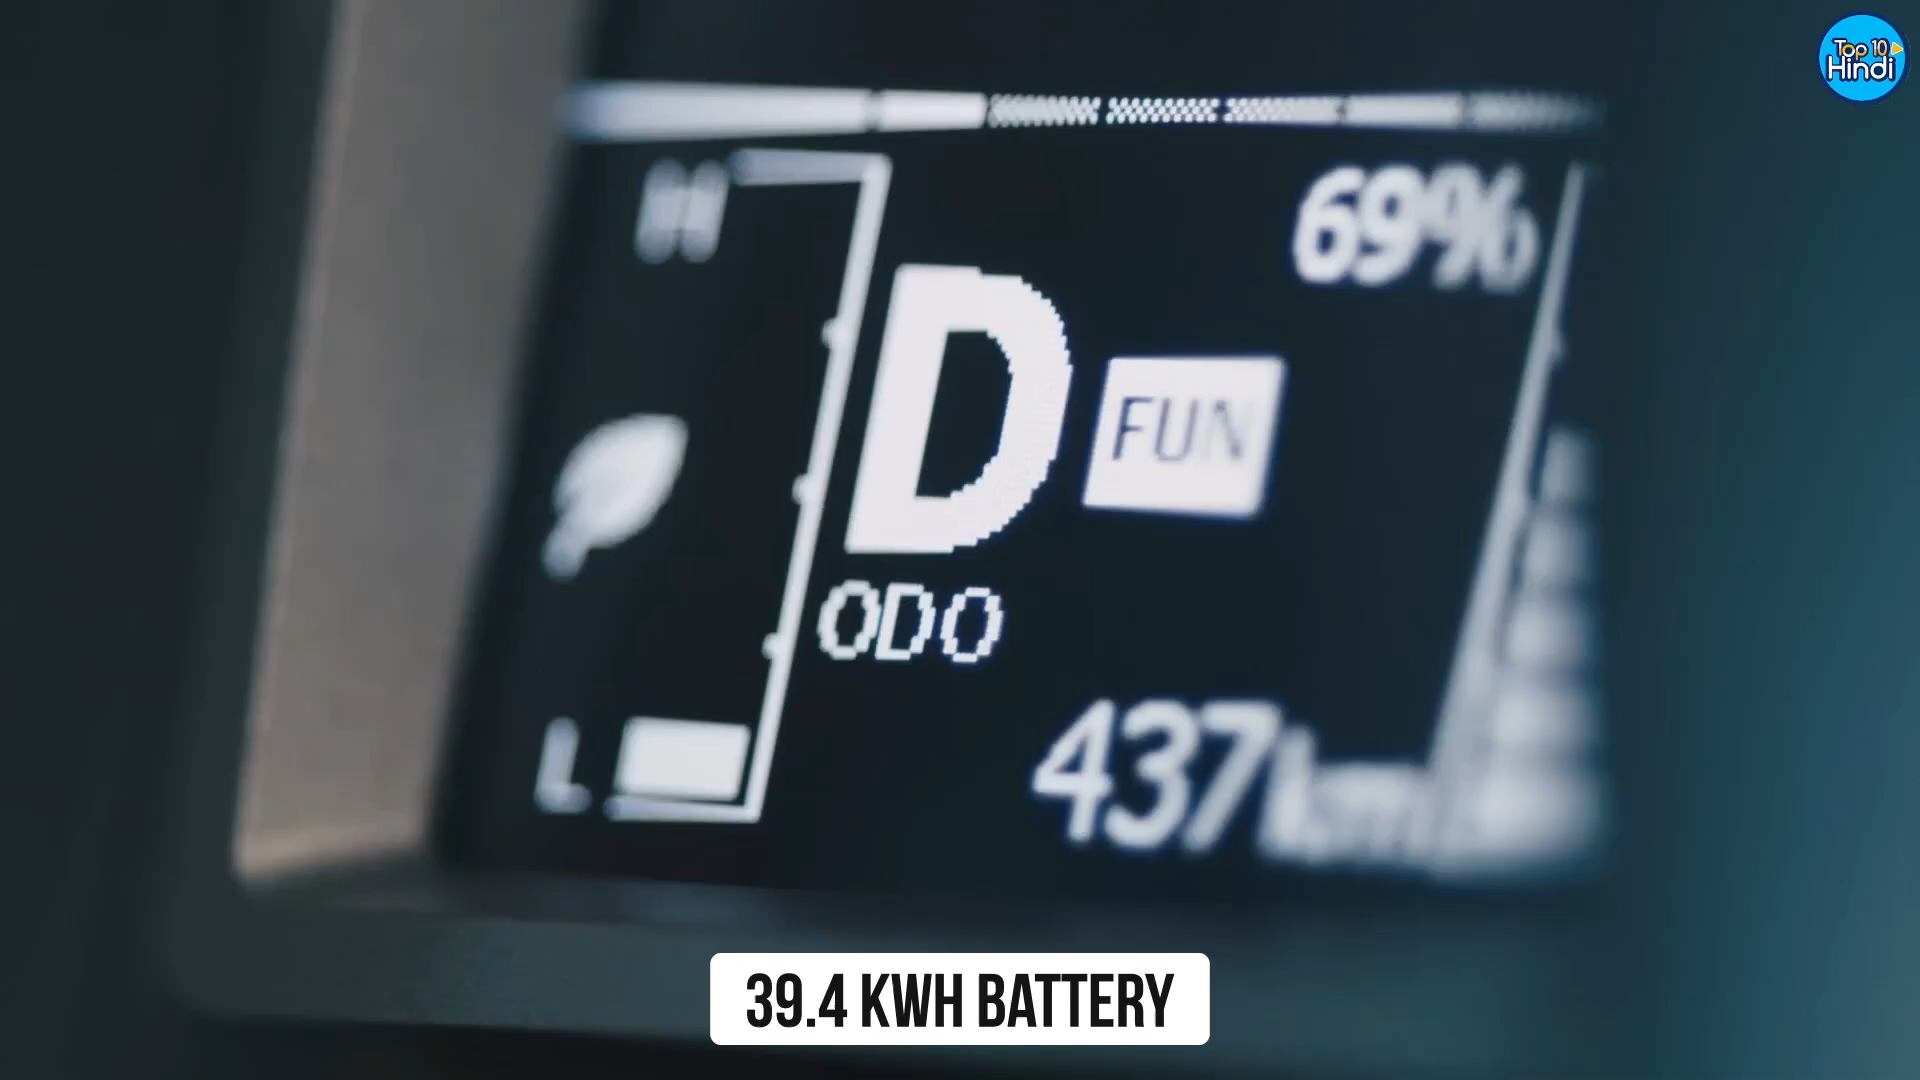 Top 10
Hindi
H
69%
D
FUN
ODO
L
437km
39.4 KWH BATTERY